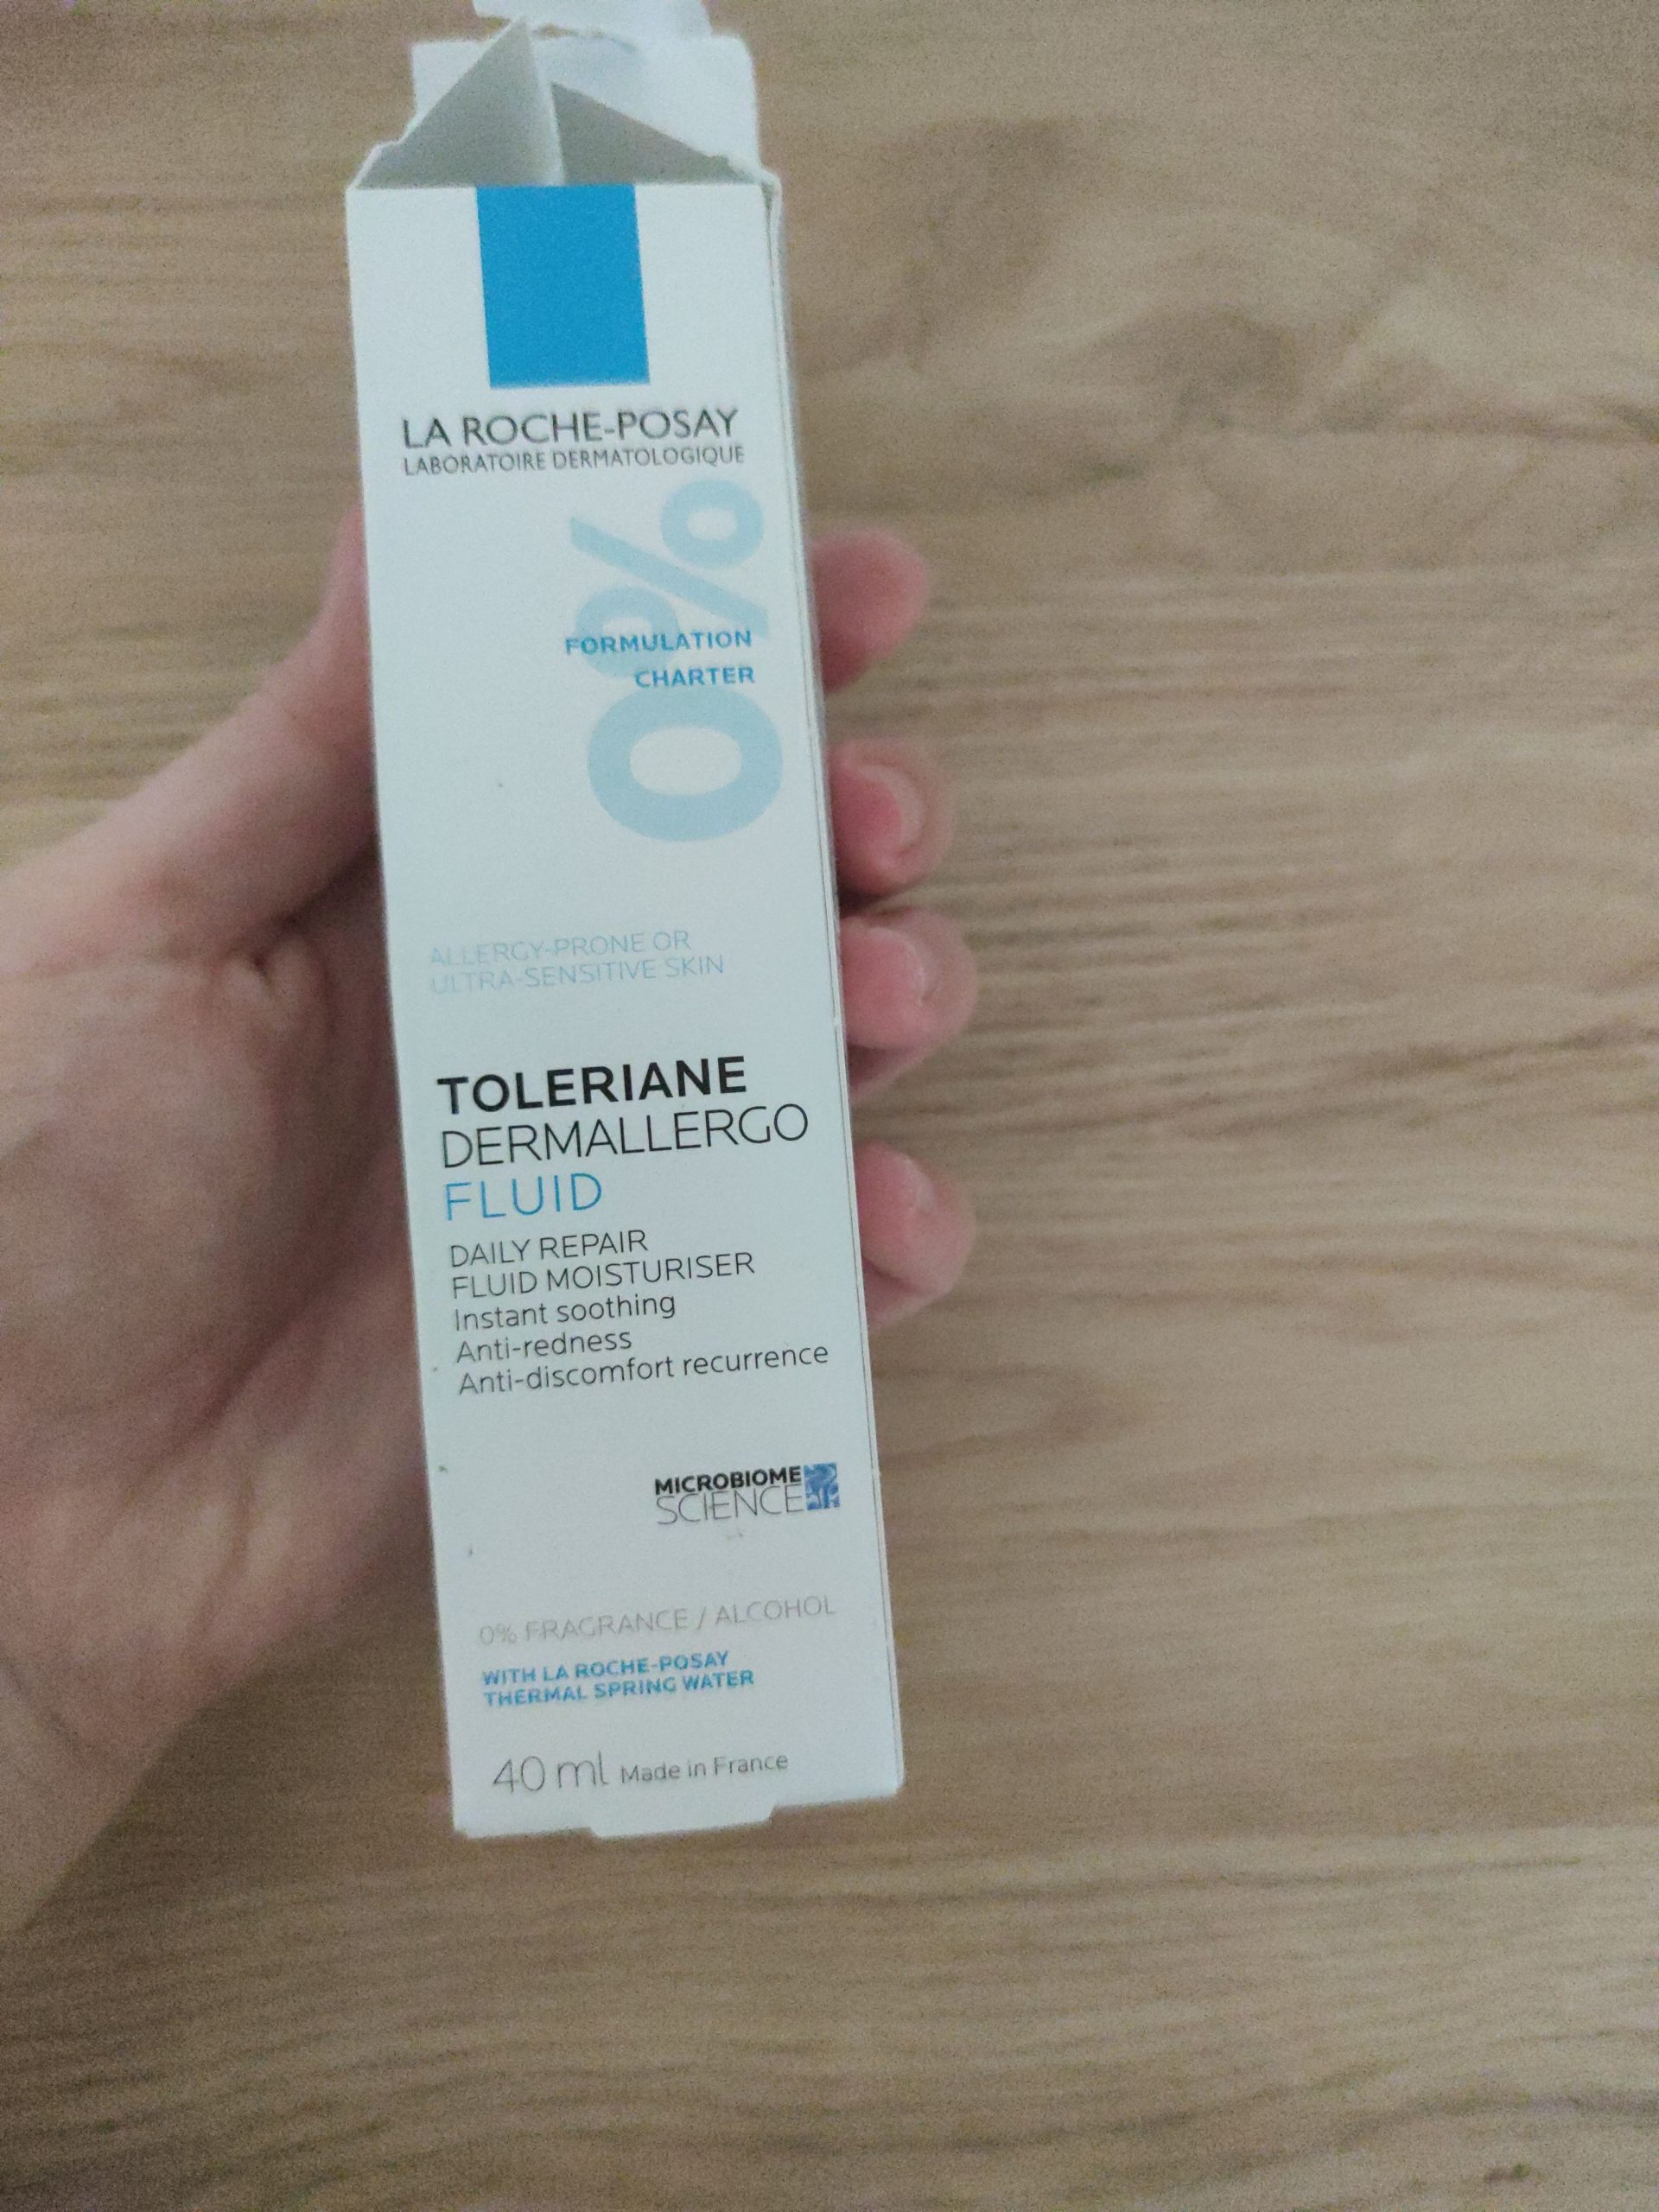 LA ROCHE-POSAY
LABORATOIRE DERMATOLOGIQUE
0%
FORMULATION
CHARTER
ALLERGY-PRONE OR
ULTRA-SENSITIVE SKIN
TOLERIANE
DERMALLERGO
FLUID
DAILY REPAIR
FLUID MOISTURISER
Instant soothing
Anti-redness
Anti-discomfort recurrence
MICROBIOME
SCIENCE
0% FRAGRANCE / ALCOHOL
WITH LA ROCHE-POSAY
THERMAL SPRING WATER
40 ml Made in France